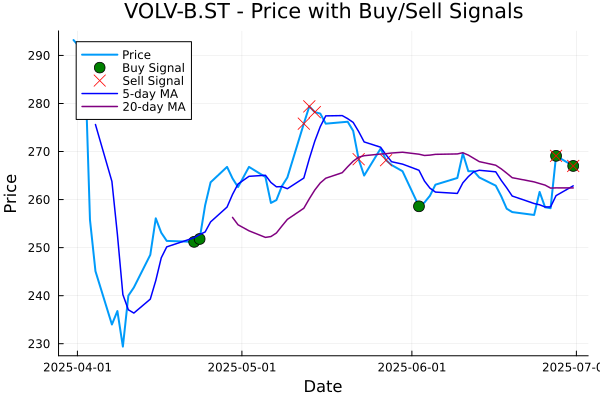 VOLV-B.ST - Price with Buy/Sell Signals
Price
Buy Signal
Sell Signal
5-day MA
20-day MA
290
280
270
260
250
240
230
Price
2025-04-01 2025-05-01 2025-06-01 2025-07-0
Date